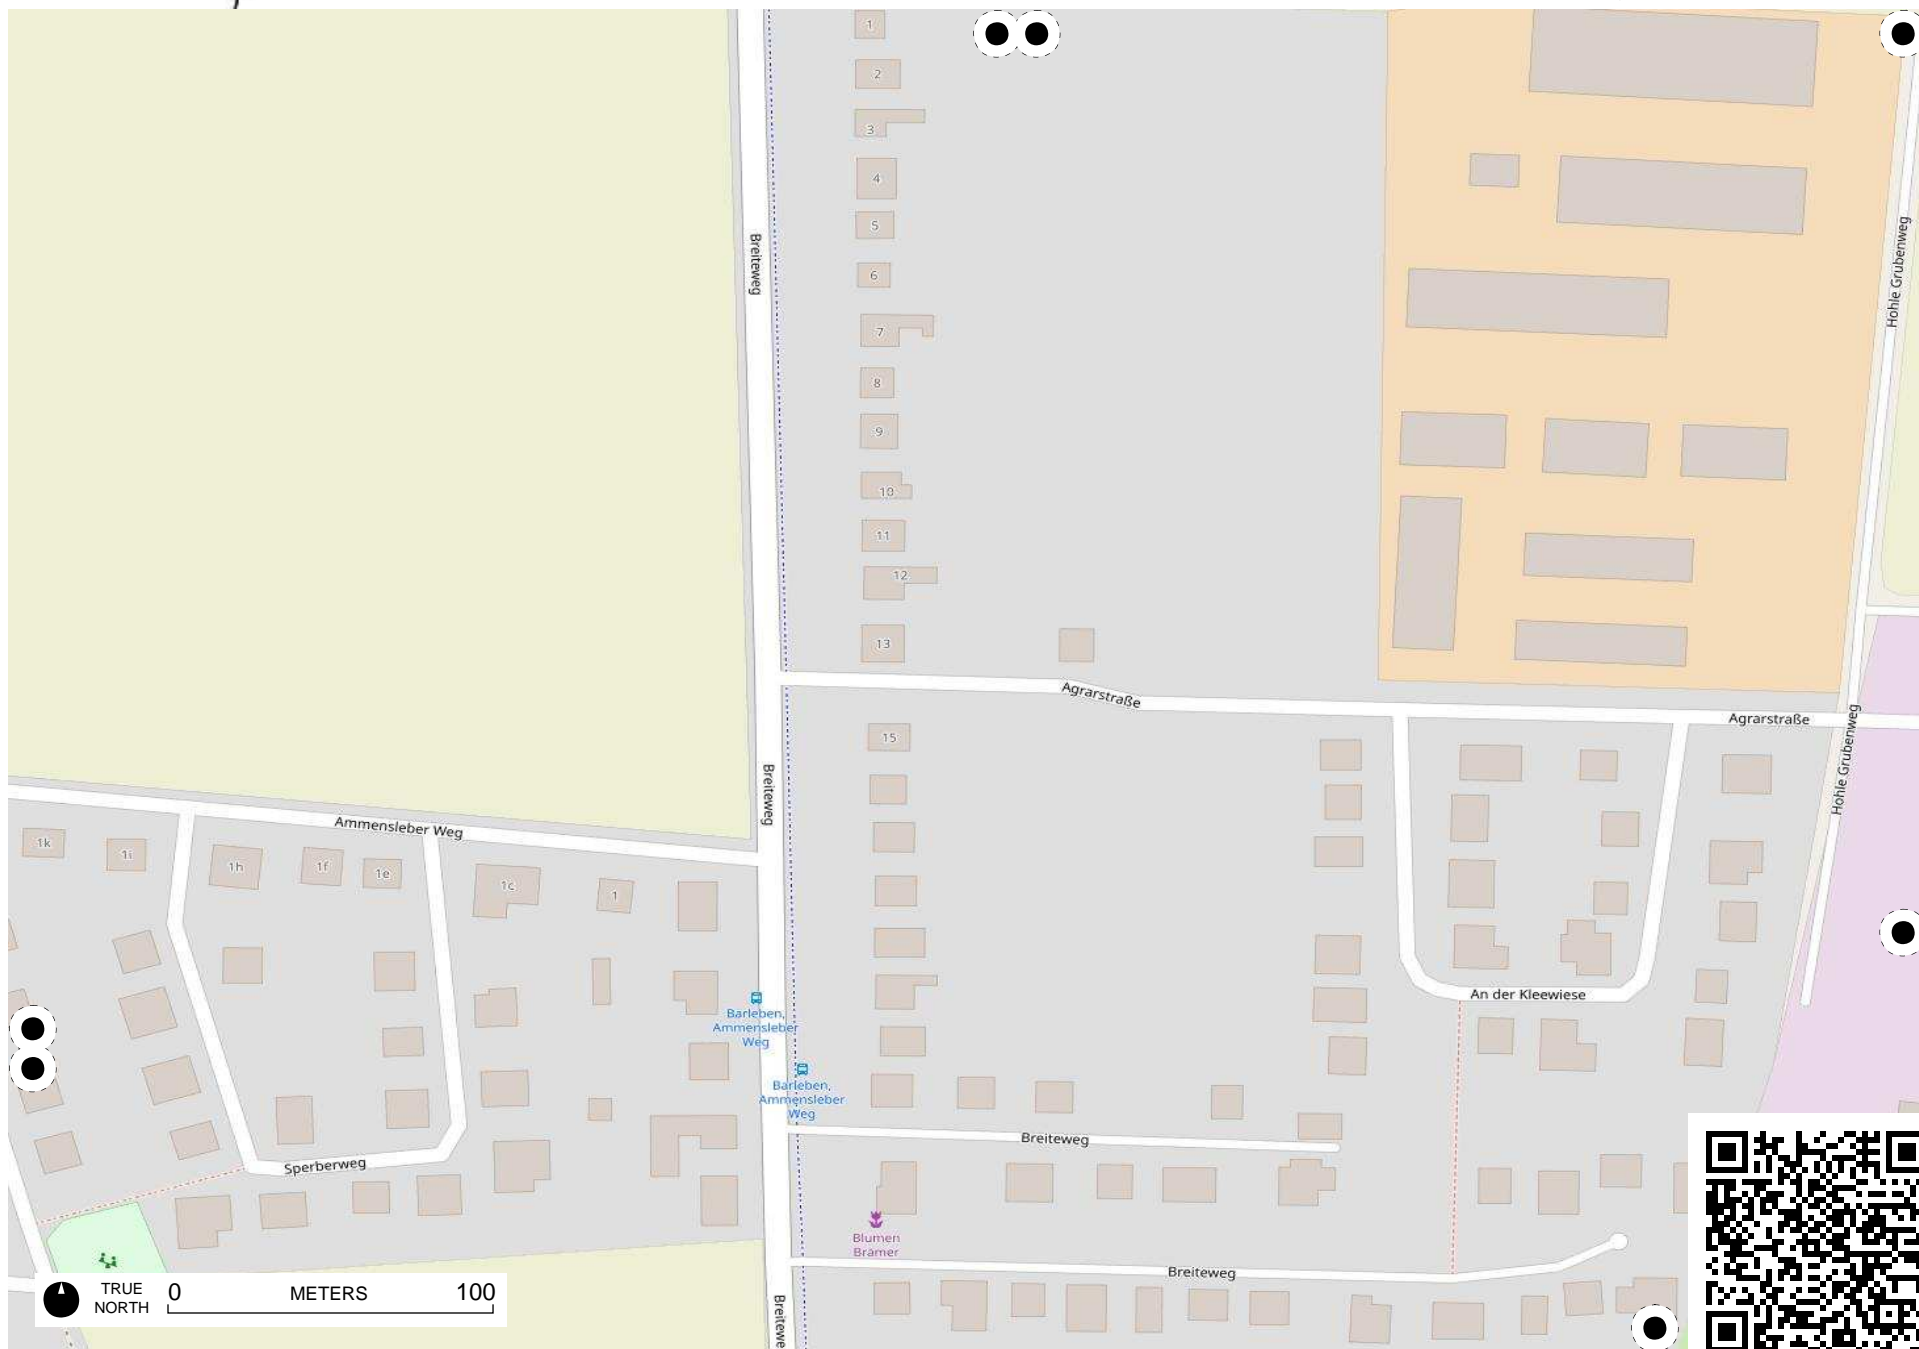 1
2
3
4
5
6
7
8
9
10
11
12
13
15
Breiteweg
Hohle Grubenweg
Agrarstraße
Agrarstraße
Hohle Grubenweg
Breiteweg
Ammensleber Weg
1k
1i
1h
1f
1e
1c
1
An der Kleewiese
Barleben,
Ammensleber
Weg
Barleben,
Ammensleber
Weg
Breiteweg
Sperberweg
Blumen
Brämer
Breiteweg
Breitewe
TRUE
NORTH
0 METERS 100